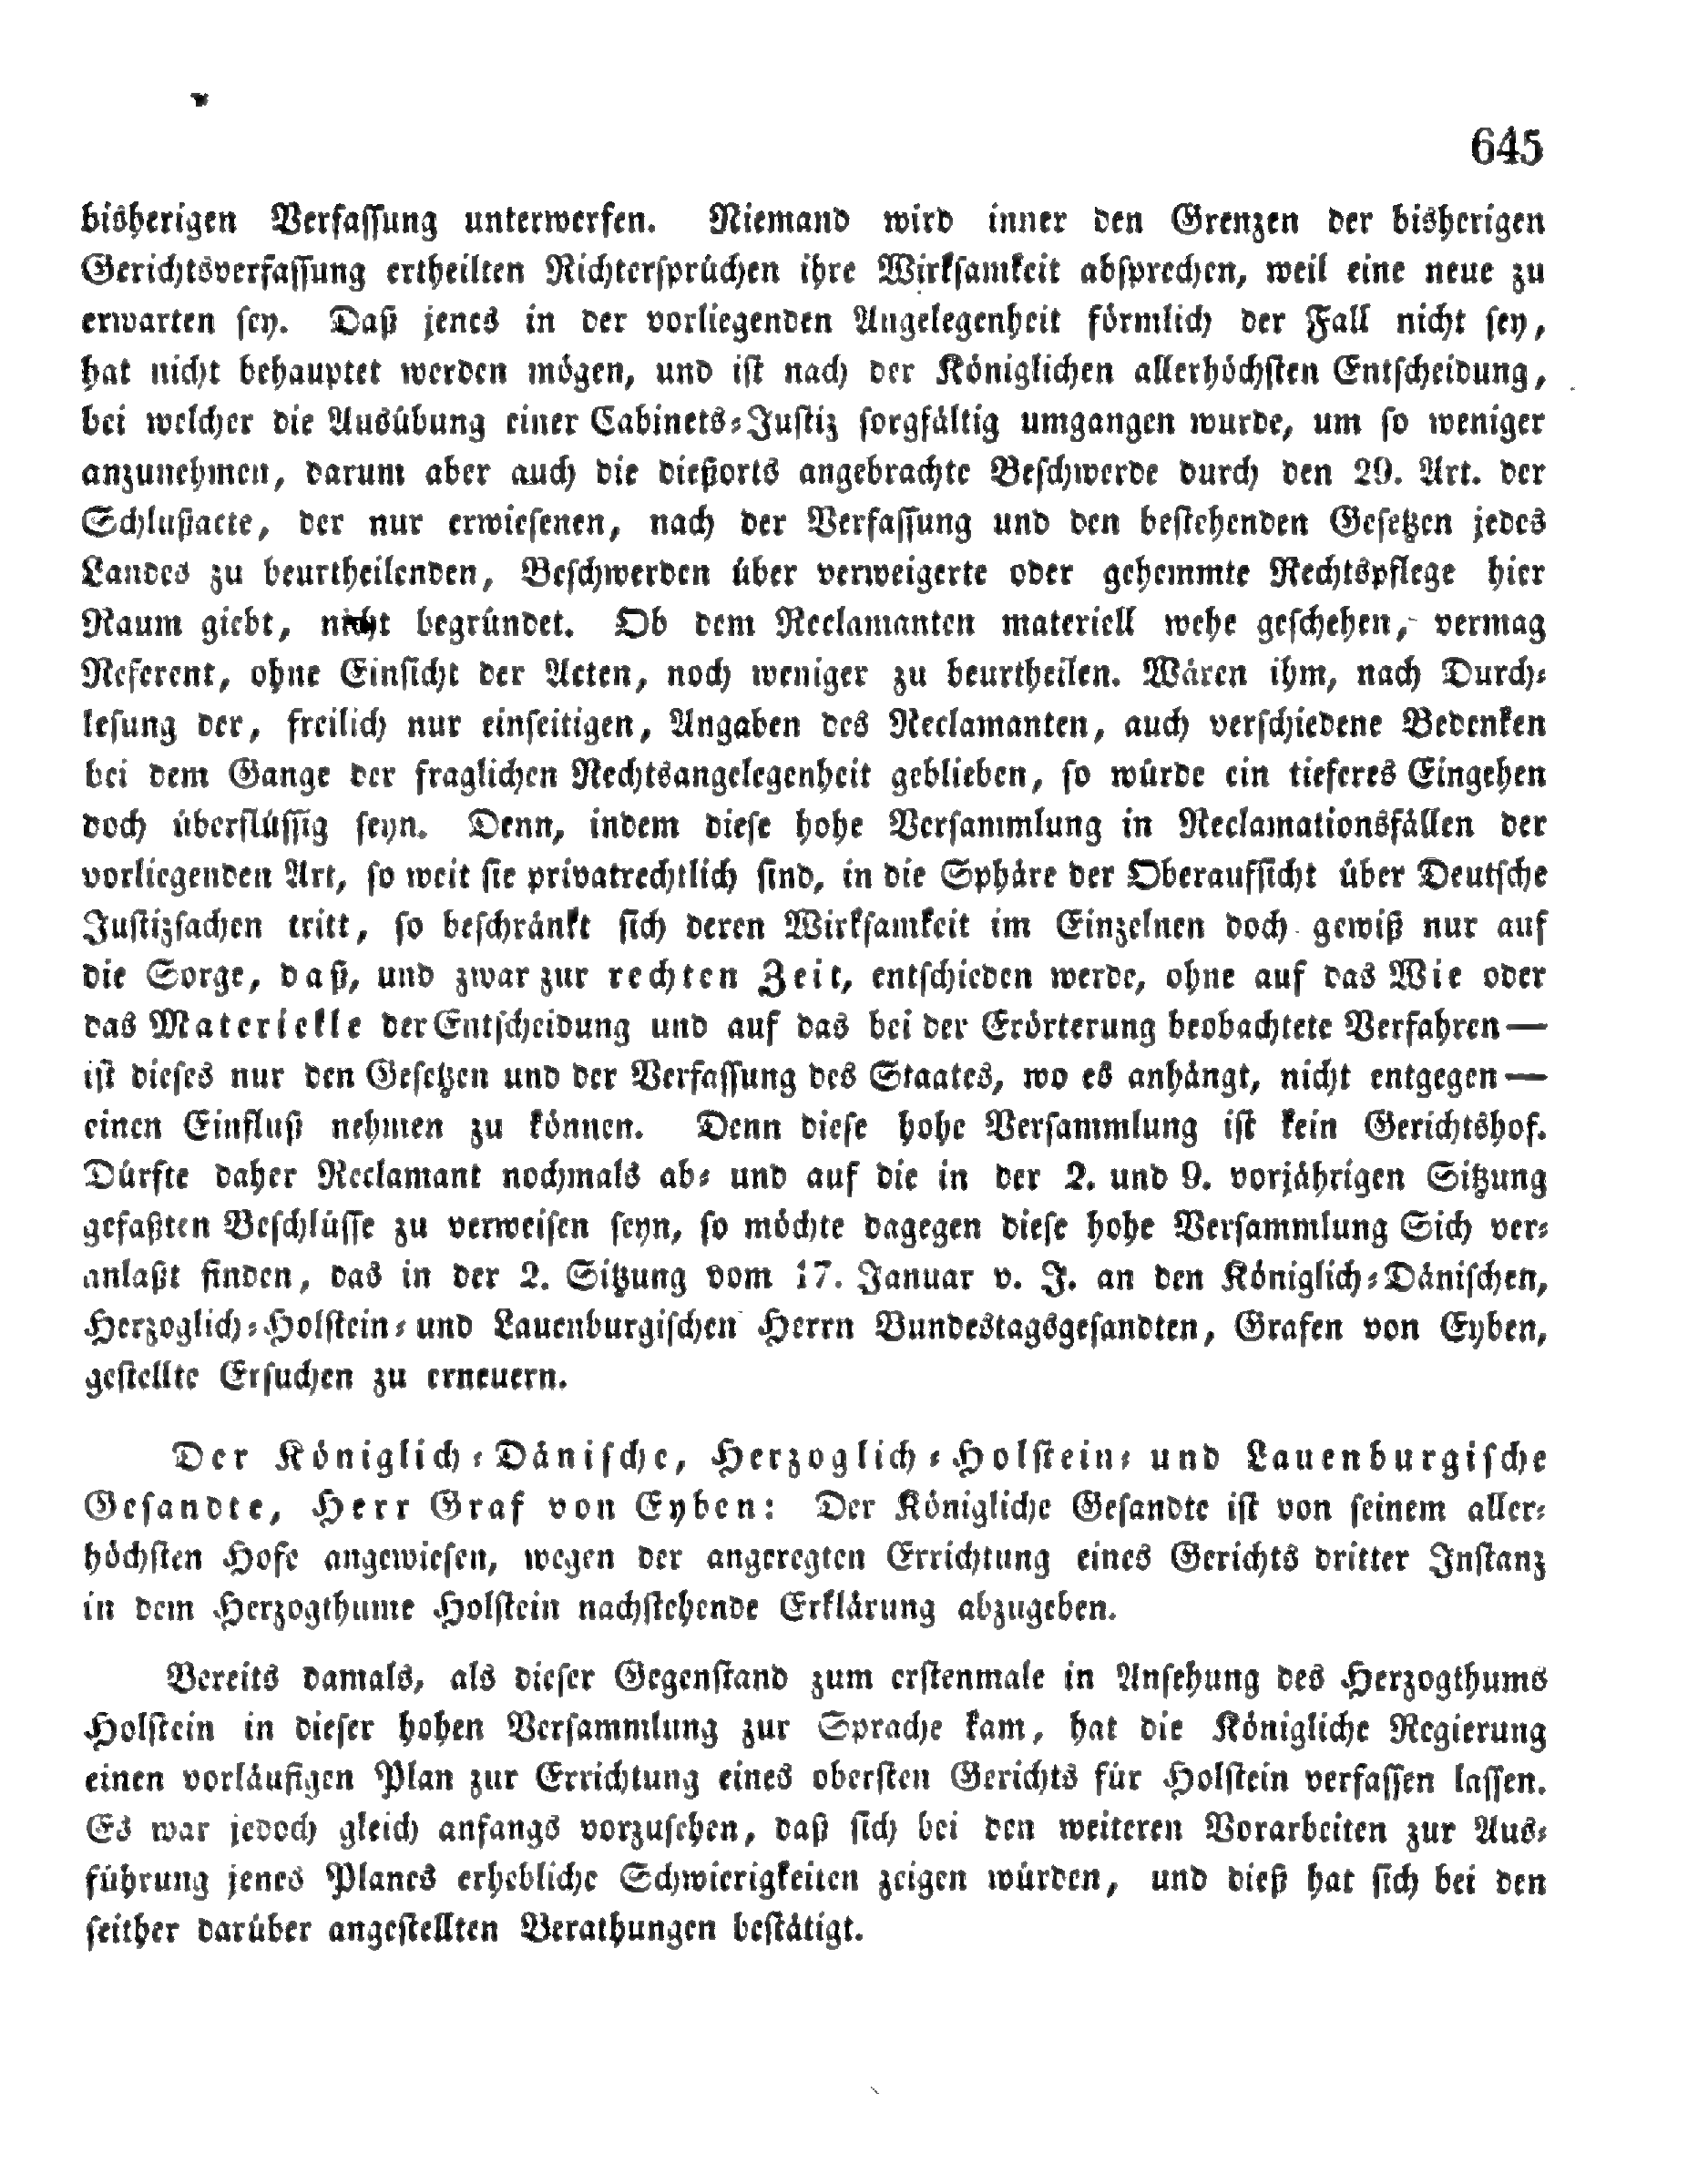 645
bisherigen Verfassung unterwerfen. Niemand wird inner den Grenzen der bisherigen
Gerichtsverfassung ertheilten Richtersprüchen ihre Wirksamkeit absprechen, weil eine neue zu
erwarten sey. Daß jenes in der vorliegenden Angelegenheit förmlich der Fall nicht sey,
hat nicht behauptet werden mögen, und ist nach der Königlichen allerhöchsten Entscheidung,
bei welcher die Ausübung einer Cabinets-Justiz sorgfältig umgangen wurde, um so weniger
anzunehmen, darum aber auch die dießorts angebrachte Beschwerde durch den 29. Art. der
Schlußacte, der nur erwiesenen, nach der Verfassung und den bestehenden Gesetzen jedes
Landes zu beurtheilenden, Beschwerden über verweigerte oder gehemmte Rechtspflege hier
Raum giebt, nicht begründet. Ob dem Reclamanten materiell wehe geschehen, vermag
Referent, ohne Einsicht der Acten, noch weniger zu beurtheilen. Wären ihm, nach Durch-
lesung der, freilich nur einseitigen, Angaben des Reclamanten, auch verschiedene Bedenken
bei dem Gange der fraglichen Rechtsangelegenheit geblieben, so würde ein tieferes Eingehen
doch überflüssig seyn. Denn, indem diese hohe Versammlung in Reclamationsfällen der
vorliegenden Art, so weit sie privatrechtlich sind, in die Sphäre der Oberaufsicht über Deutsche
Justizsachen tritt, so beschränkt sich deren Wirksamkeit im Einzelnen doch gewiß nur auf
die Sorge, daß, und zwar zur rechten Zeit, entschieden werde, ohne auf das Wie oder
das Materielle der Entscheidung und auf das bei der Erörterung beobachtete Verfahren —
ist dieses nur den Gesetzen und der Verfassung des Staates, wo es anhängt, nicht entgegen —
einen Einfluß nehmen zu können. Denn diese hohe Versammlung ist kein Gerichtshof.
Dürfte daher Reclamant nochmals ab- und auf die in der 2. und 9. vorjährigen Sitzung
gefaßten Beschlüsse zu verweisen seyn, so möchte dagegen diese hohe Versammlung Sich ver-
anlaßt finden, das in der 2. Sitzung vom 17. Januar v. J. an den Königlich-Dänischen,
Herzoglich-Holstein- und Lauenburgischen Herrn Bundestagsgesandten, Grafen von Eyben,
gestellte Ersuchen zu erneuern.
Der Königlich-Dänische, Herzoglich-Holstein- und Lauenburgische
Gesandte, Herr Graf von Eyben: Der Königliche Gesandte ist von seinem aller-
höchsten Hofe angewiesen, wegen der angeregten Errichtung eines Gerichts dritter Instanz
in dem Herzogthume Holstein nachstehende Erklärung abzugeben.
Bereits damals, als dieser Gegenstand zum erstenmale in Ansehung des Herzogthums
Holstein in dieser hohen Versammlung zur Sprache kam, hat die Königliche Regierung
einen vorläufigen Plan zur Errichtung eines obersten Gerichts für Holstein verfassen lassen.
Es war jedoch gleich anfangs vorzusehen, daß sich bei den weiteren Vorarbeiten zur Aus-
führung jenes Planes erhebliche Schwierigkeiten zeigen würden, und dieß hat sich bei den
seither darüber angestellten Berathungen bestätigt.